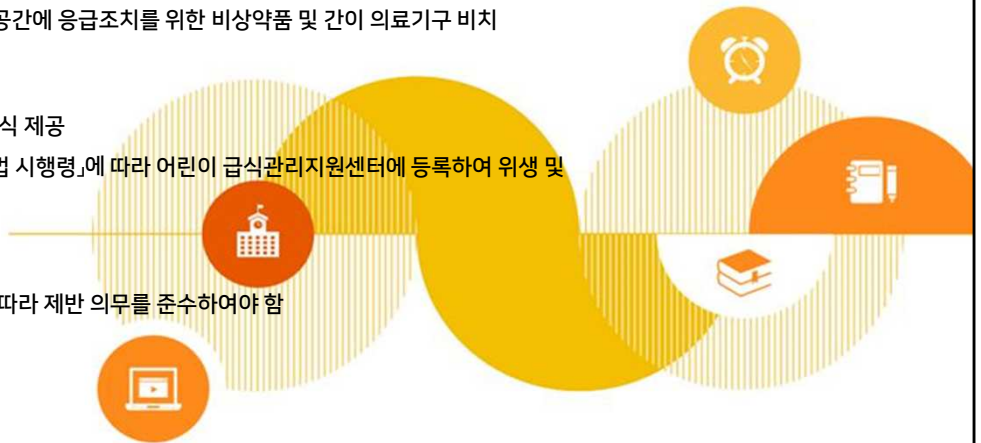 공간에 응급조치를 위한 비상약품 및 간이 의료기구 비치
식 제공
법 시행령」에 따라 어린이 급식관리지원센터에 등록하여 위생 및
따라 제반 의무를 준수하여야 함